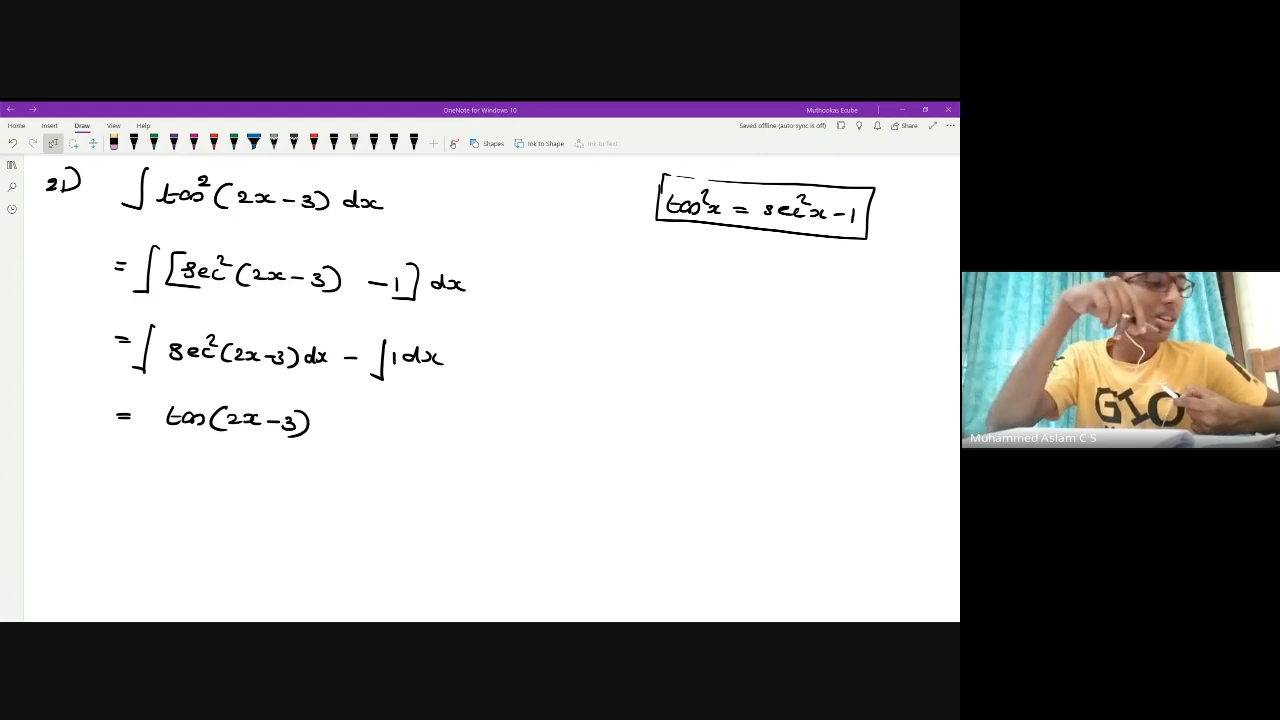 OneNote for Windows 10
Muthookas Ecube
Home Insert Draw View Help
Saved offline (auto-sync is off) Share
Shapes Ink to Shape Ink to Text
21) ∫ tan²(2x-3) dx
tan²x = sec²x - 1
= ∫ [sec²(2x-3) - 1] dx
= ∫ sec²(2x-3) dx - ∫ 1 dx
= tan(2x-3)
GIO
Muhammed Aslam C S